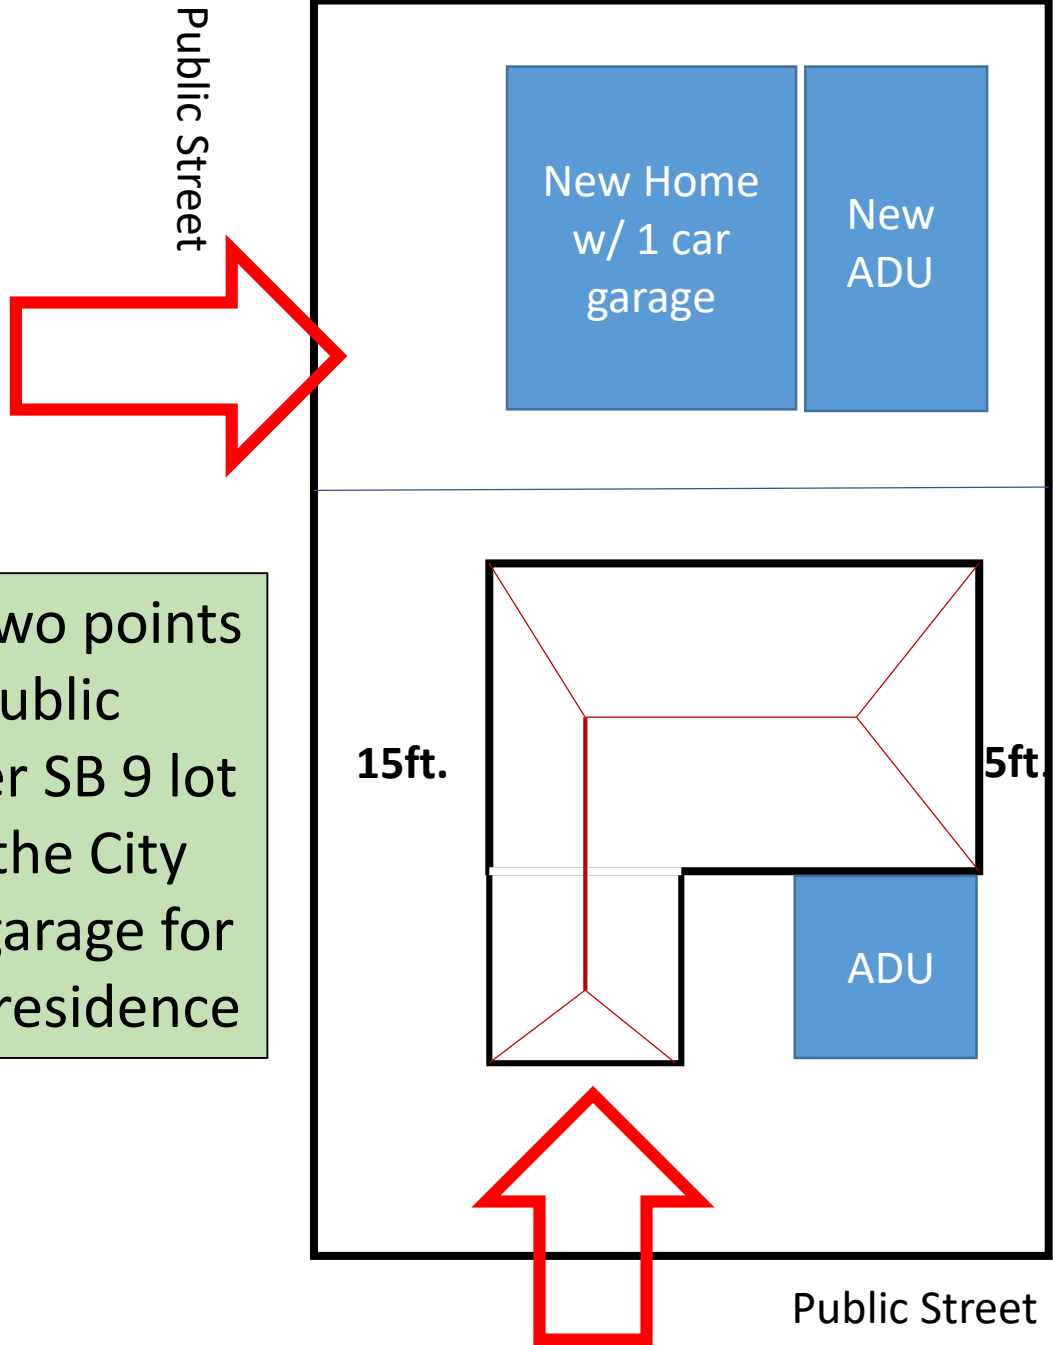 Public Street
New Home
w/ 1 car
garage
New
ADU
wo points
ublic
er SB 9 lot
the City
garage for
residence
15ft.
5ft.
ADU
Public Street